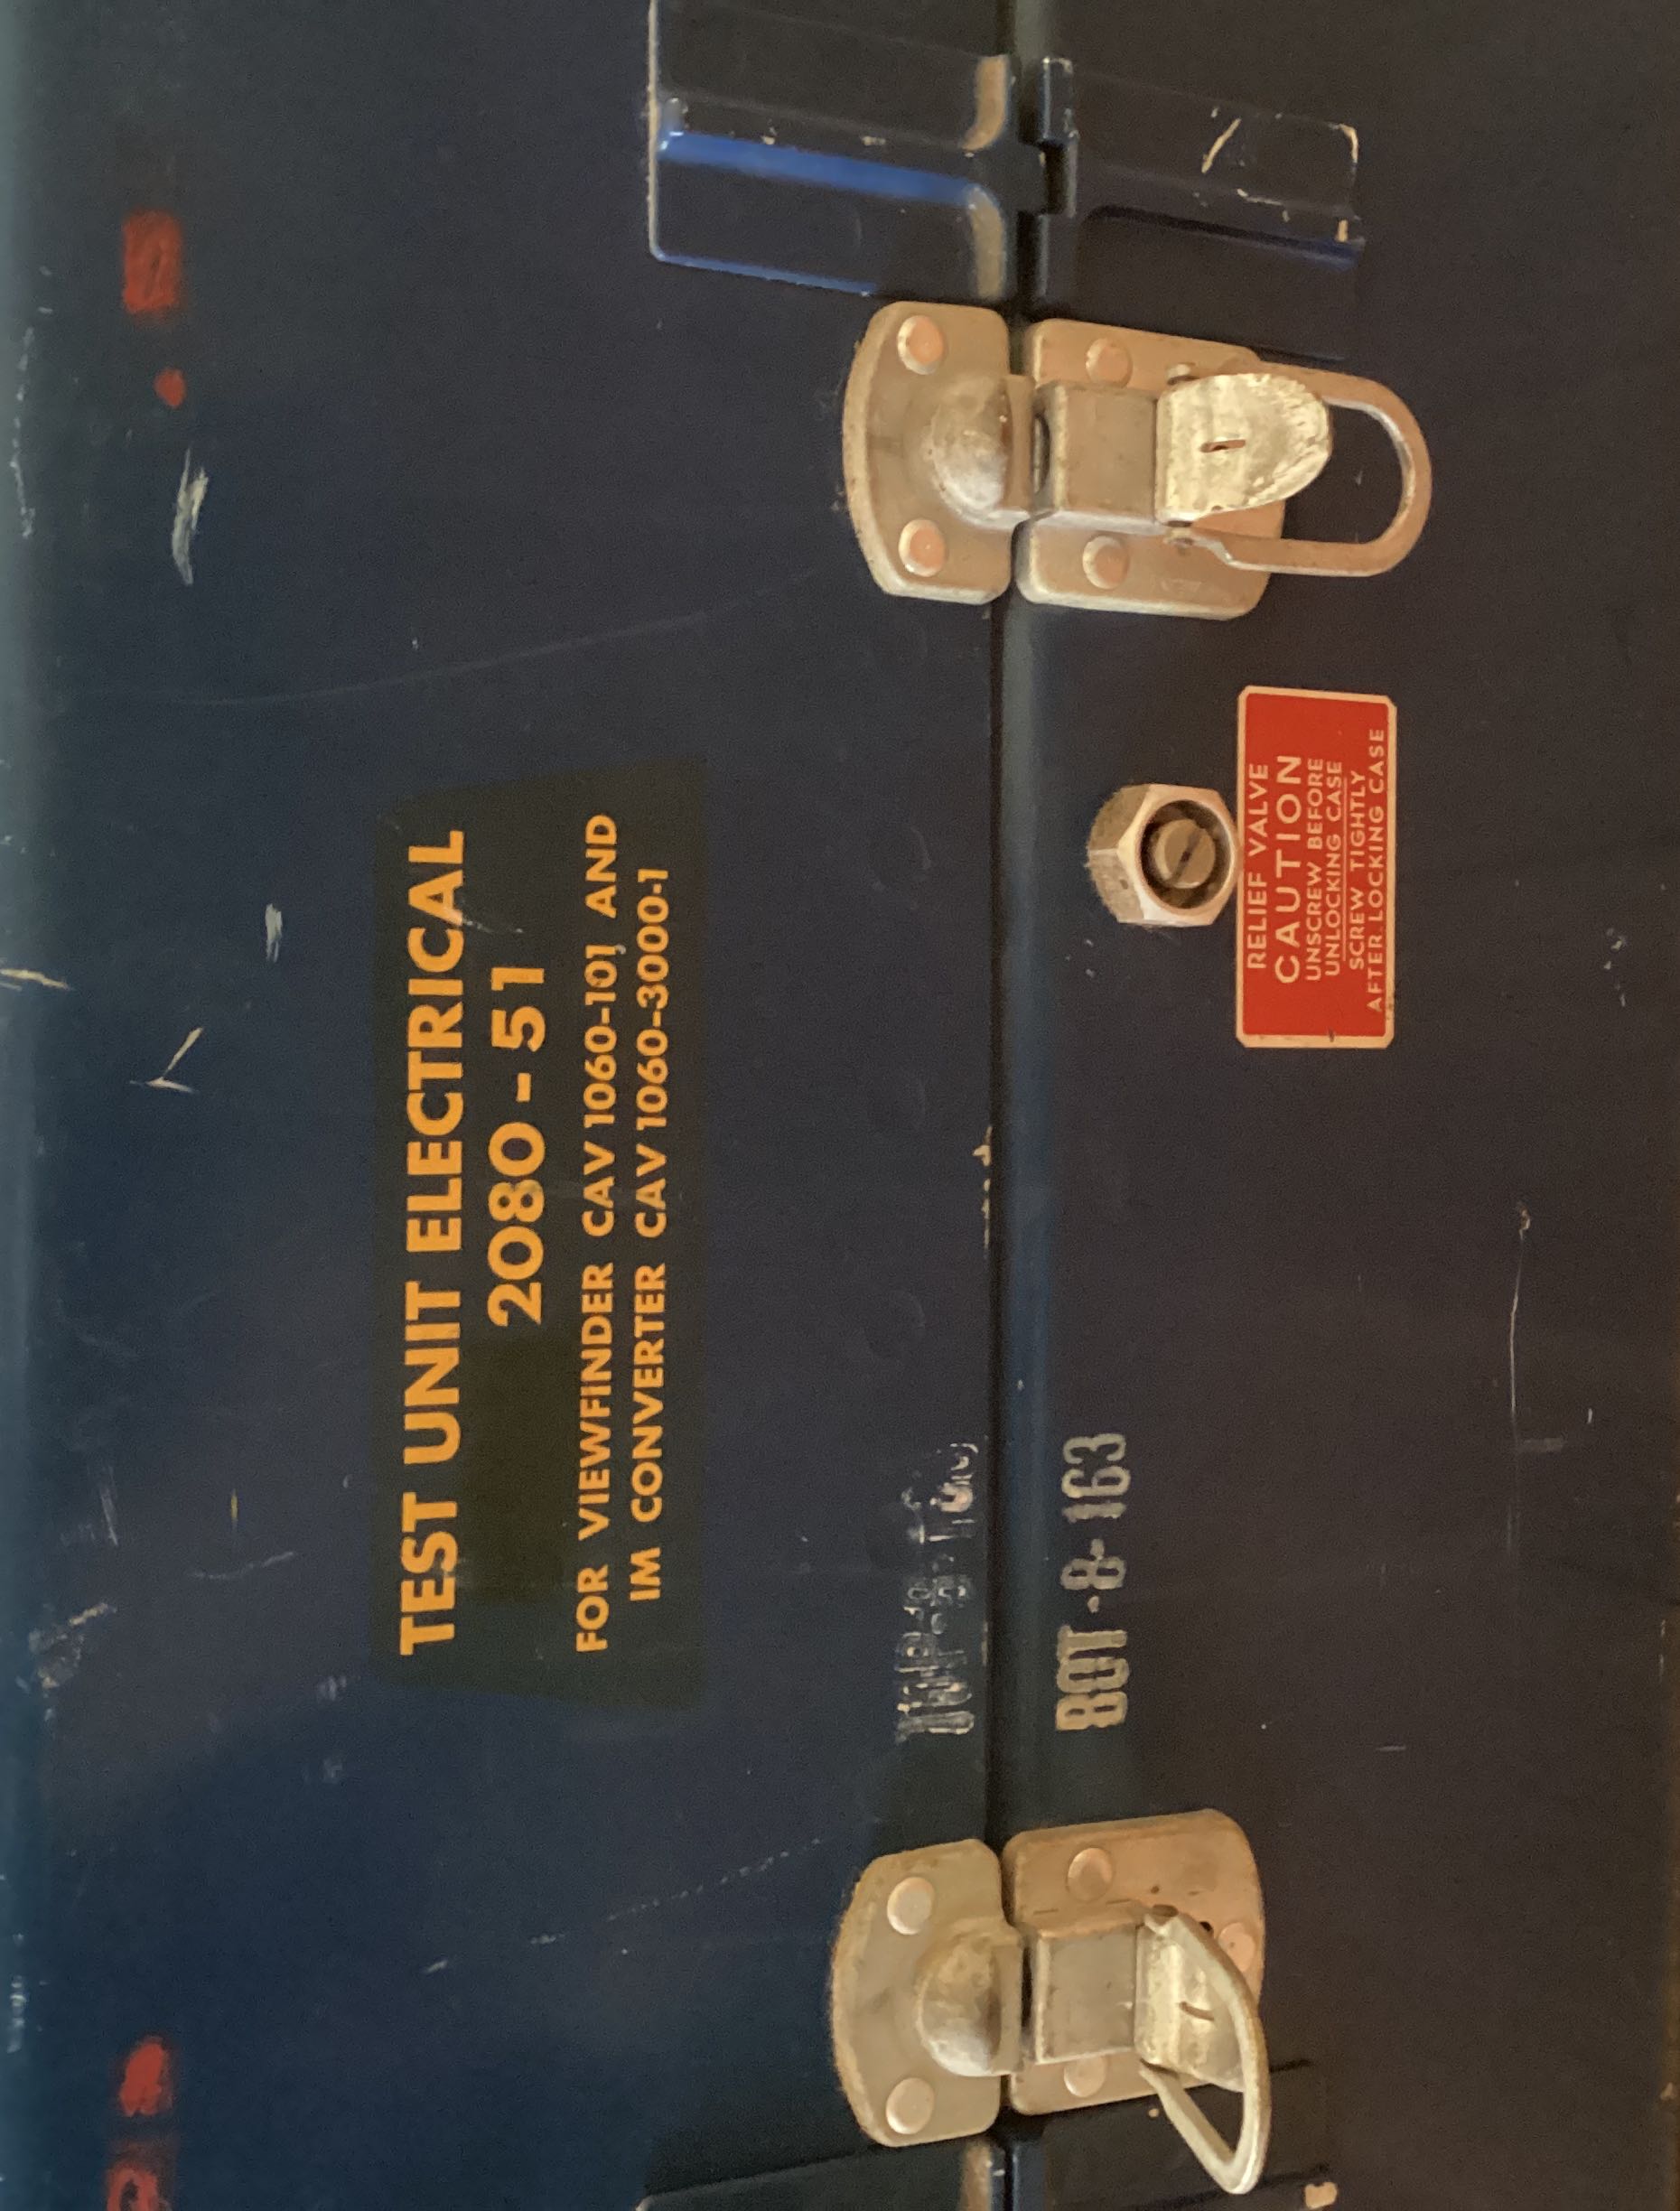 TEST UNIT ELECTRICAL
2080-51
FOR VIEWFINDER CAV 1060-101 AND
IM CONVERTER CAV 1060-3000-1
BOT-8-163
RELIEF VALVE
CAUTION
UNSCREW BEFORE
UNLOCKING CASE
SCREW TIGHTLY
AFTER LOCKING CASE